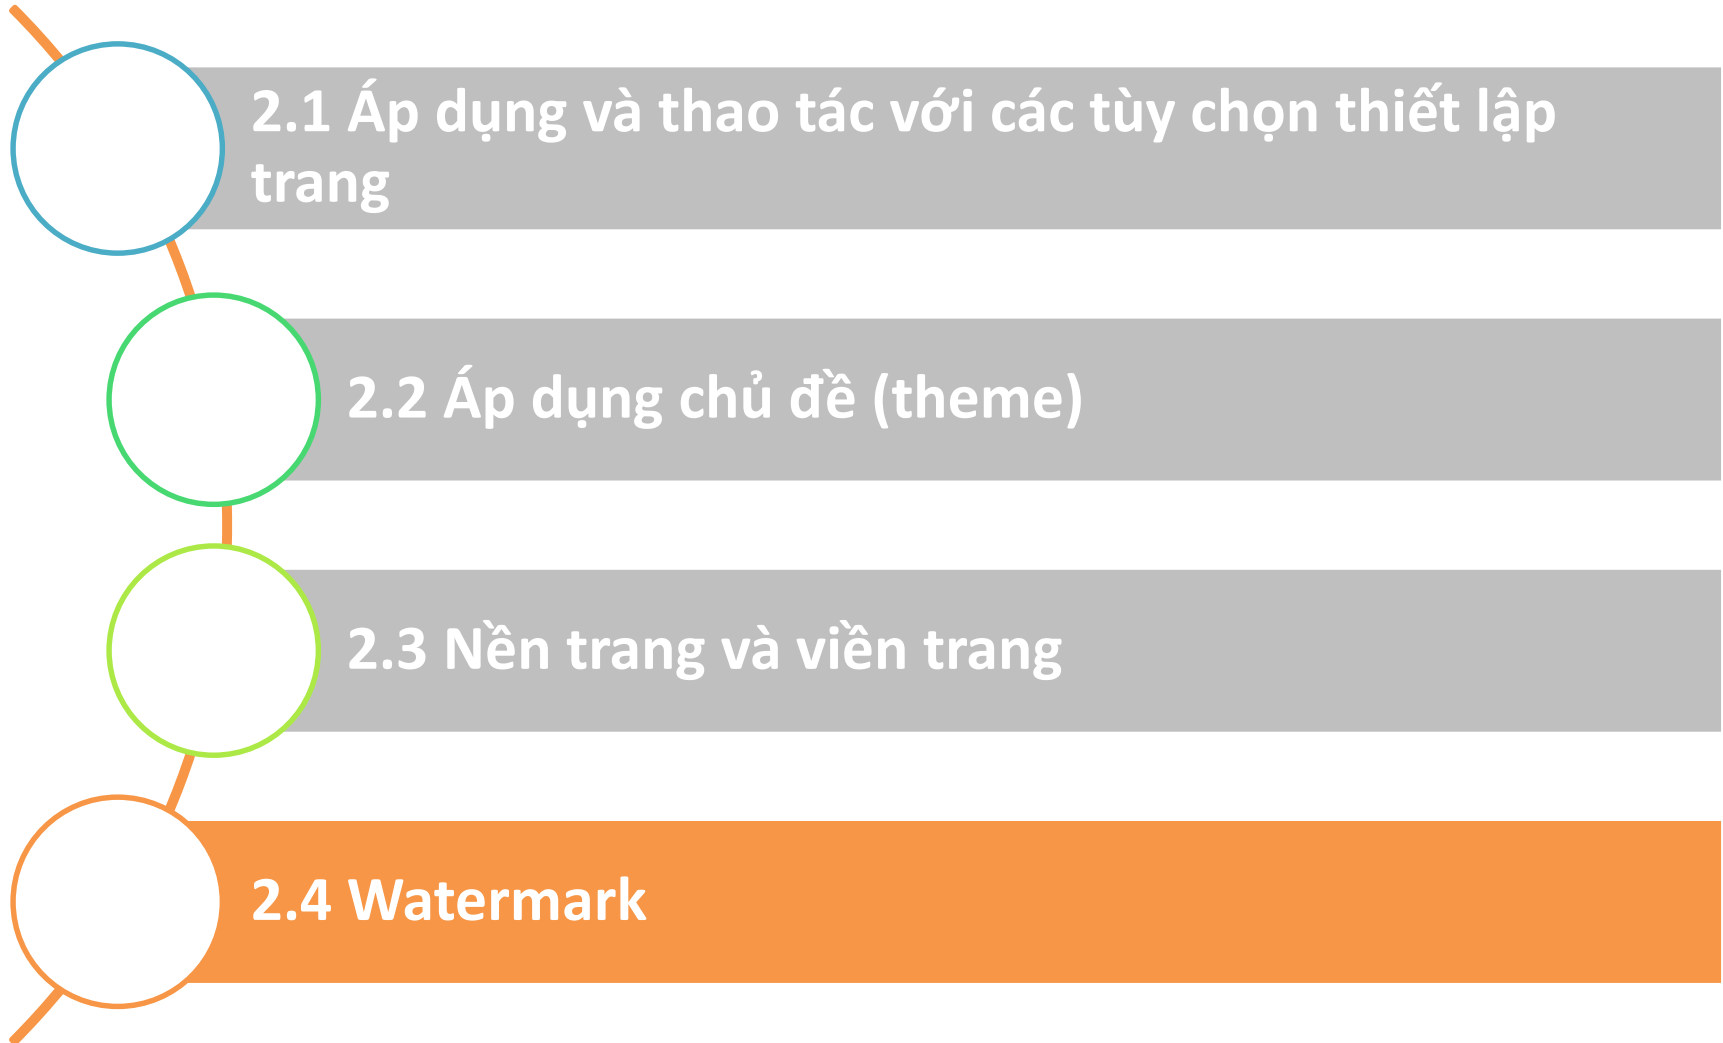 2.1 Áp dụng và thao tác với các tùy chọn thiết lập
trang
2.2 Áp dụng chủ đề (theme)
2.3 Nền trang và viền trang
2.4 Watermark